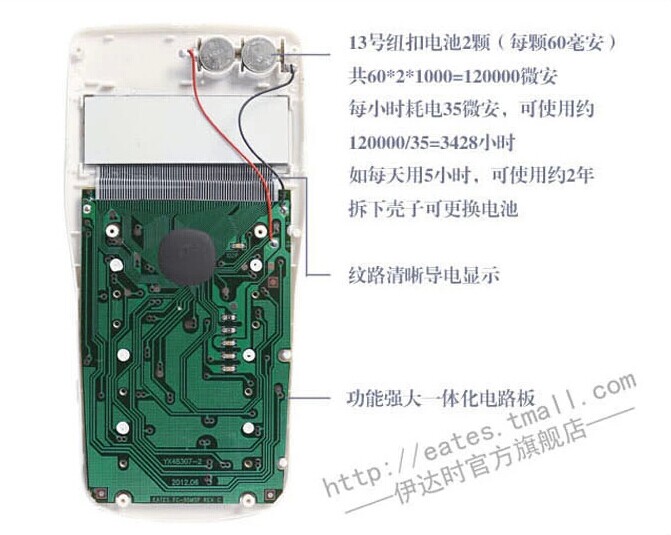 13号纽扣电池2颗（每颗60毫安）
共60*2*1000=120000微安
每小时耗电35微安，可使用约
120000/35=3428小时
如每天用5小时，可使用约2年
拆下壳子可更换电池
纹路清晰导电显示
功能强大一体化电路板
http://eates.tmall.com
——伊达时官方旗舰店——
YX48307-2
2012.06
EATES FC-95MSP REV C